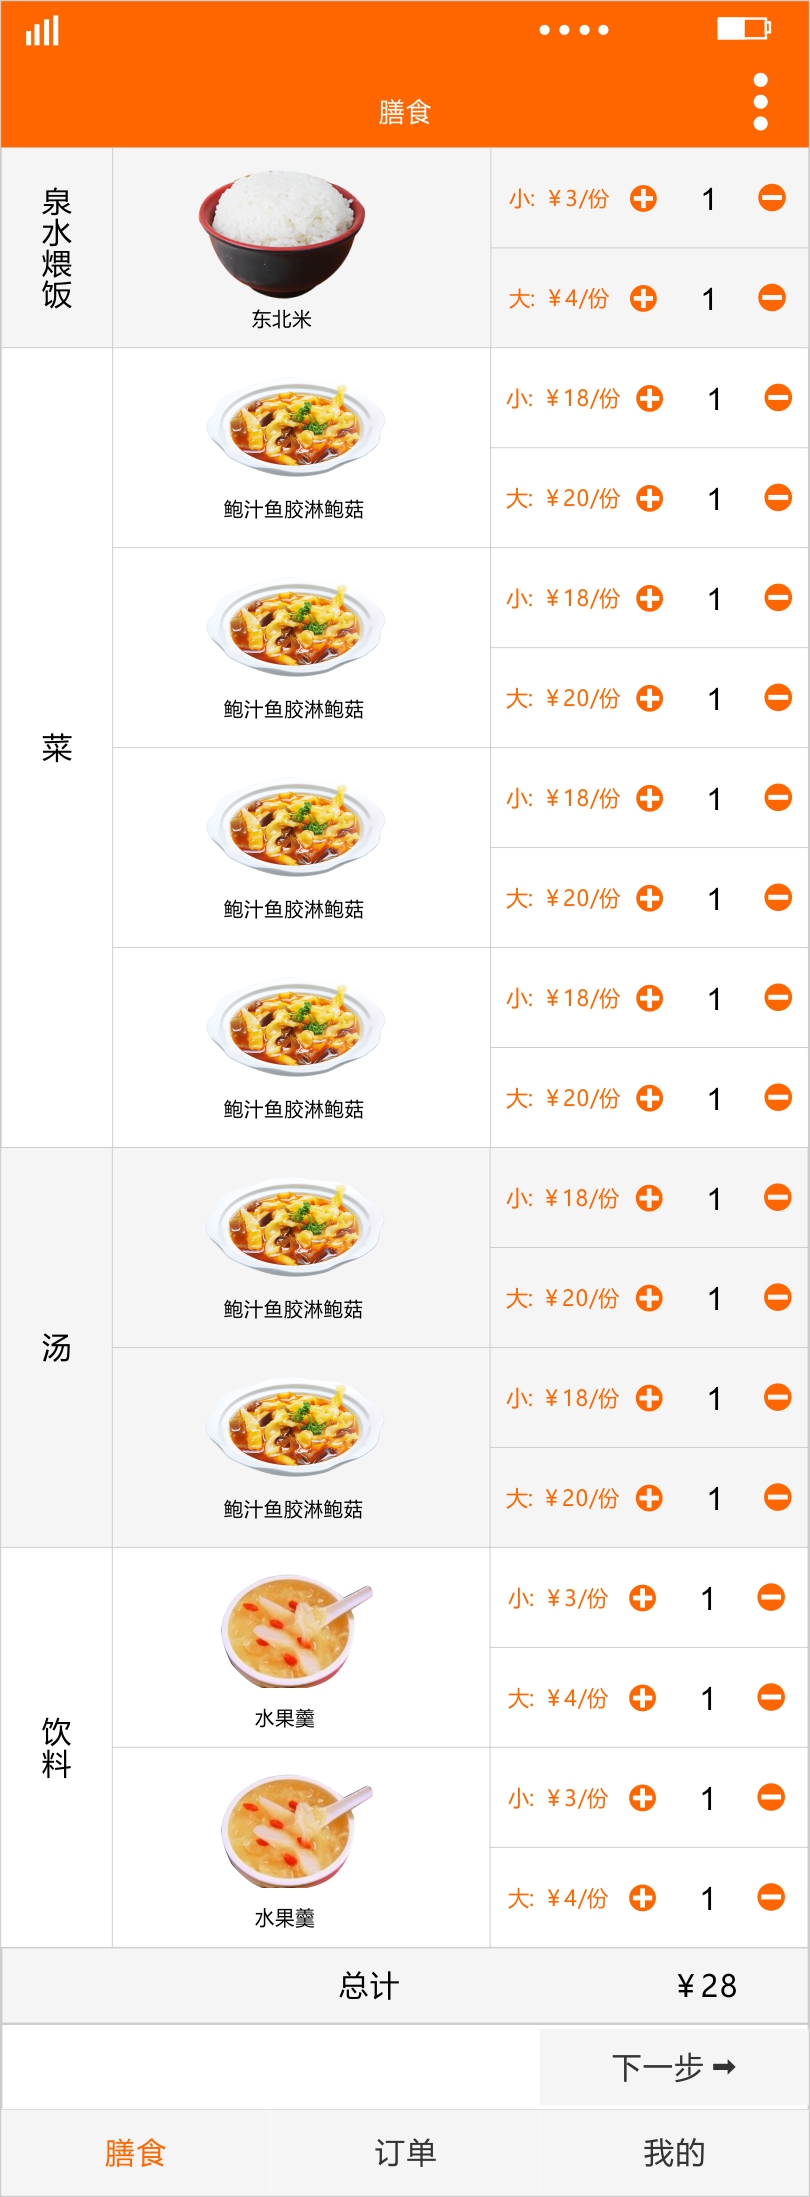 膳食
泉水煨饭
东北米
小: ¥3/份 1
大: ¥4/份 1
菜
鲍汁鱼胶淋鲍菇
小: ¥18/份 1
大: ¥20/份 1
鲍汁鱼胶淋鲍菇
小: ¥18/份 1
大: ¥20/份 1
鲍汁鱼胶淋鲍菇
小: ¥18/份 1
大: ¥20/份 1
鲍汁鱼胶淋鲍菇
小: ¥18/份 1
大: ¥20/份 1
汤
鲍汁鱼胶淋鲍菇
小: ¥18/份 1
大: ¥20/份 1
鲍汁鱼胶淋鲍菇
小: ¥18/份 1
大: ¥20/份 1
饮料
水果羹
小: ¥3/份 1
大: ¥4/份 1
水果羹
小: ¥3/份 1
大: ¥4/份 1
总计 ¥28
下一步 ➡
膳食 订单 我的